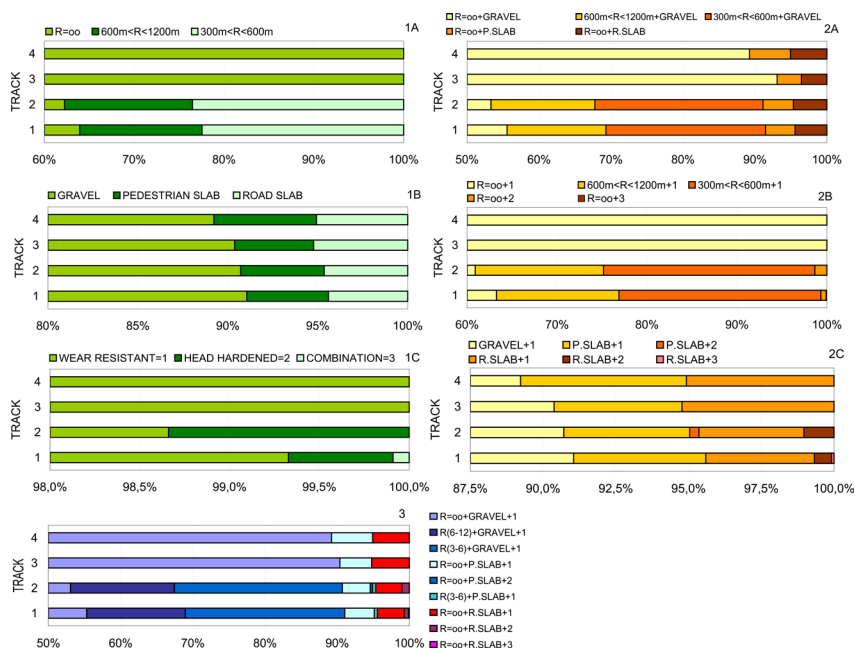 R=oo 600m<R<1200m 300m<R<600m 1A
TRACK
4
3
2
1
60% 70% 80% 90% 100%
R=oo+GRAVEL 600m<R<1200m+GRAVEL 300m<R<600m+GRAVEL
R=oo+P.SLAB R=oo+R.SLAB 2A
TRACK
4
3
2
1
50% 60% 70% 80% 90% 100%
GRAVEL PEDESTRIAN SLAB ROAD SLAB 1B
TRACK
4
3
2
1
80% 85% 90% 95% 100%
R=oo+1 600m<R<1200m+1 300m<R<600m+1
R=oo+2 R=oo+3 2B
TRACK
4
3
2
1
60% 70% 80% 90% 100%
WEAR RESISTANT=1 HEAD HARDENED=2 COMBINATION=3 1C
TRACK
4
3
2
1
98,0% 98,5% 99,0% 99,5% 100,0%
GRAVEL+1 P.SLAB+1 P.SLAB+2 2C
R.SLAB+1 R.SLAB+2 R.SLAB+3
TRACK
4
3
2
1
87,5% 90,0% 92,5% 95,0% 97,5% 100,0%
3
TRACK
4
3
2
1
50% 60% 70% 80% 90% 100%
R=oo+GRAVEL+1
R(6-12)+GRAVEL+1
R(3-6)+GRAVEL+1
R=oo+P.SLAB+1
R=oo+P.SLAB+2
R(3-6)+P.SLAB+1
R=oo+R.SLAB+1
R=oo+R.SLAB+2
R=oo+R.SLAB+3